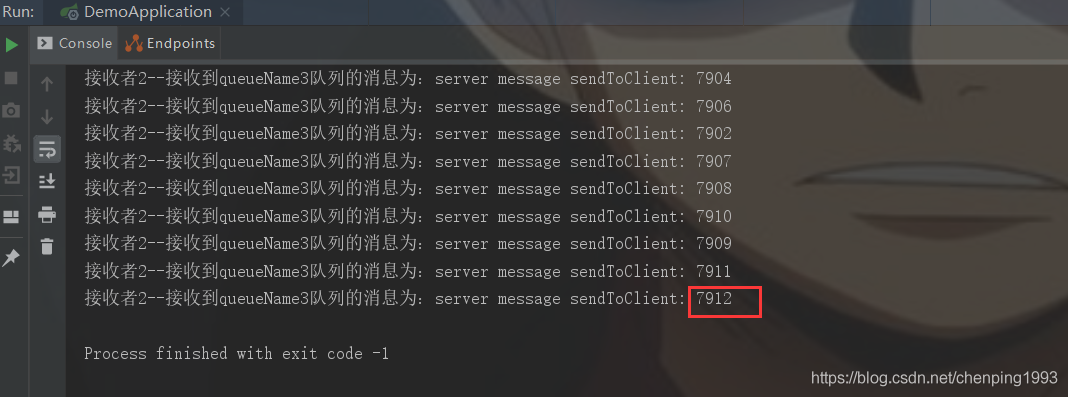 Run: DemoApplication ×
Console Endpoints
接收者2--接收到queueName3队列的消息为：server message sendToClient: 7904
接收者2--接收到queueName3队列的消息为：server message sendToClient: 7906
接收者2--接收到queueName3队列的消息为：server message sendToClient: 7902
接收者2--接收到queueName3队列的消息为：server message sendToClient: 7907
接收者2--接收到queueName3队列的消息为：server message sendToClient: 7908
接收者2--接收到queueName3队列的消息为：server message sendToClient: 7910
接收者2--接收到queueName3队列的消息为：server message sendToClient: 7909
接收者2--接收到queueName3队列的消息为：server message sendToClient: 7911
接收者2--接收到queueName3队列的消息为：server message sendToClient: 7912
Process finished with exit code -1
https://blog.csdn.net/chenping1993